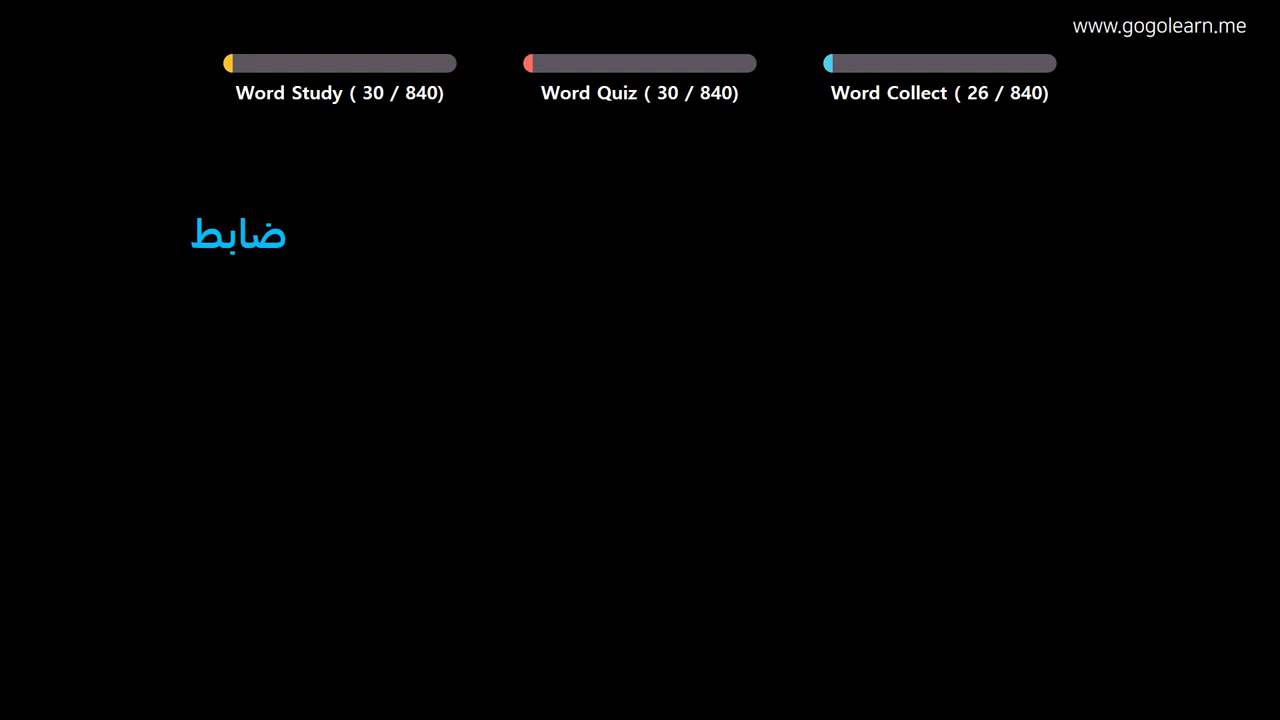 www.gogolearn.me
Word Study ( 30 / 840)
Word Quiz ( 30 / 840)
Word Collect ( 26 / 840)
ضابط